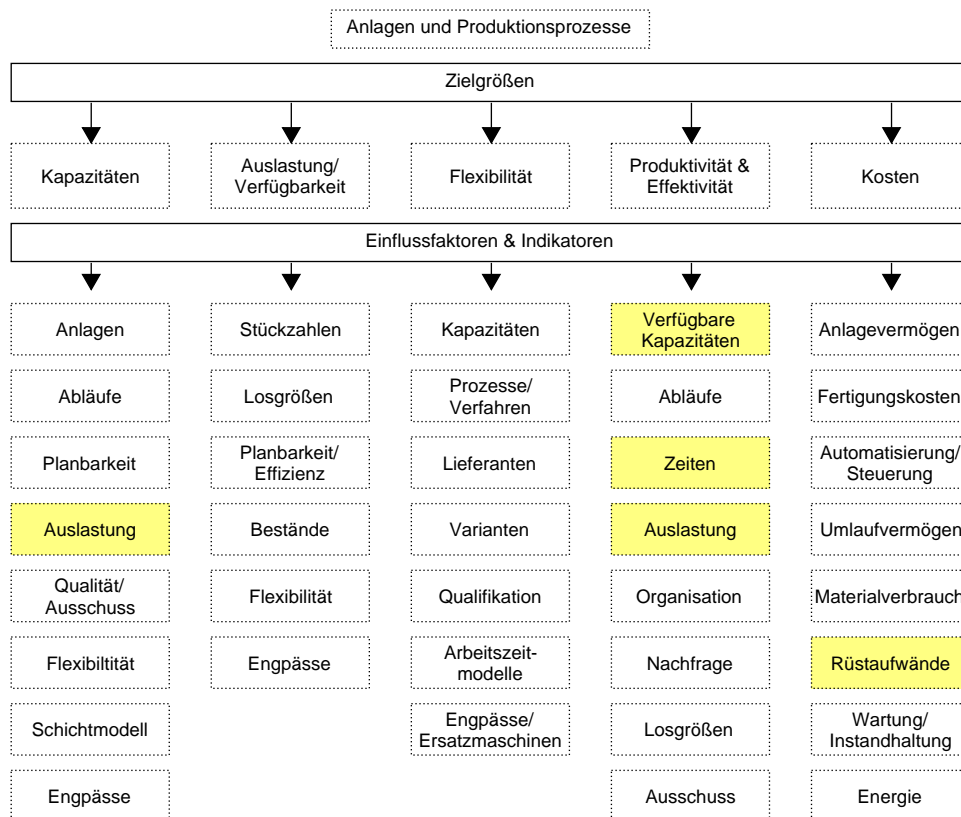 Anlagen und Produktionsprozesse
Zielgrößen
Kapazitäten
Auslastung/
Verfügbarkeit
Flexibilität
Produktivität &
Effektivität
Kosten
Einflussfaktoren & Indikatoren
Anlagen
Stückzahlen
Kapazitäten
Verfügbare
Kapazitäten
Anlagevermögen
Abläufe
Losgrößen
Prozesse/
Verfahren
Abläufe
Fertigungskosten
Planbarkeit
Planbarkeit/
Effizienz
Lieferanten
Zeiten
Automatisierung/
Steuerung
Auslastung
Bestände
Varianten
Auslastung
Umlaufvermögen
Qualität/
Ausschuss
Flexibilität
Qualifikation
Organisation
Materialverbrauch
Flexibiltität
Engpässe
Arbeitszeit-
modelle
Nachfrage
Rüstaufwände
Schichtmodell
Engpässe/
Ersatzmaschinen
Losgrößen
Wartung/
Instandhaltung
Engpässe
Ausschuss
Energie